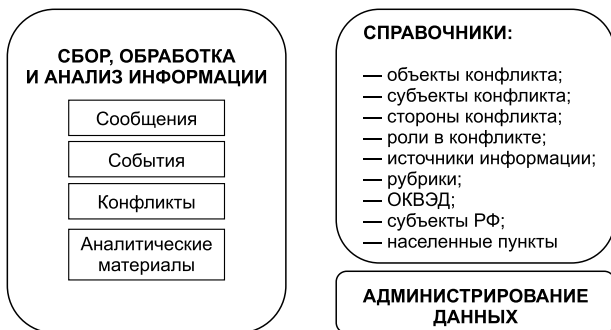 СБОР, ОБРАБОТКА
И АНАЛИЗ ИНФОРМАЦИИ
Сообщения
События
Конфликты
Аналитические
материалы
СПРАВОЧНИКИ:
— объекты конфликта;
— субъекты конфликта;
— стороны конфликта;
— роли в конфликте;
— источники информации;
— рубрики;
— ОКВЭД;
— субъекты РФ;
— населенные пункты
АДМИНИСТРИРОВАНИЕ
ДАННЫХ